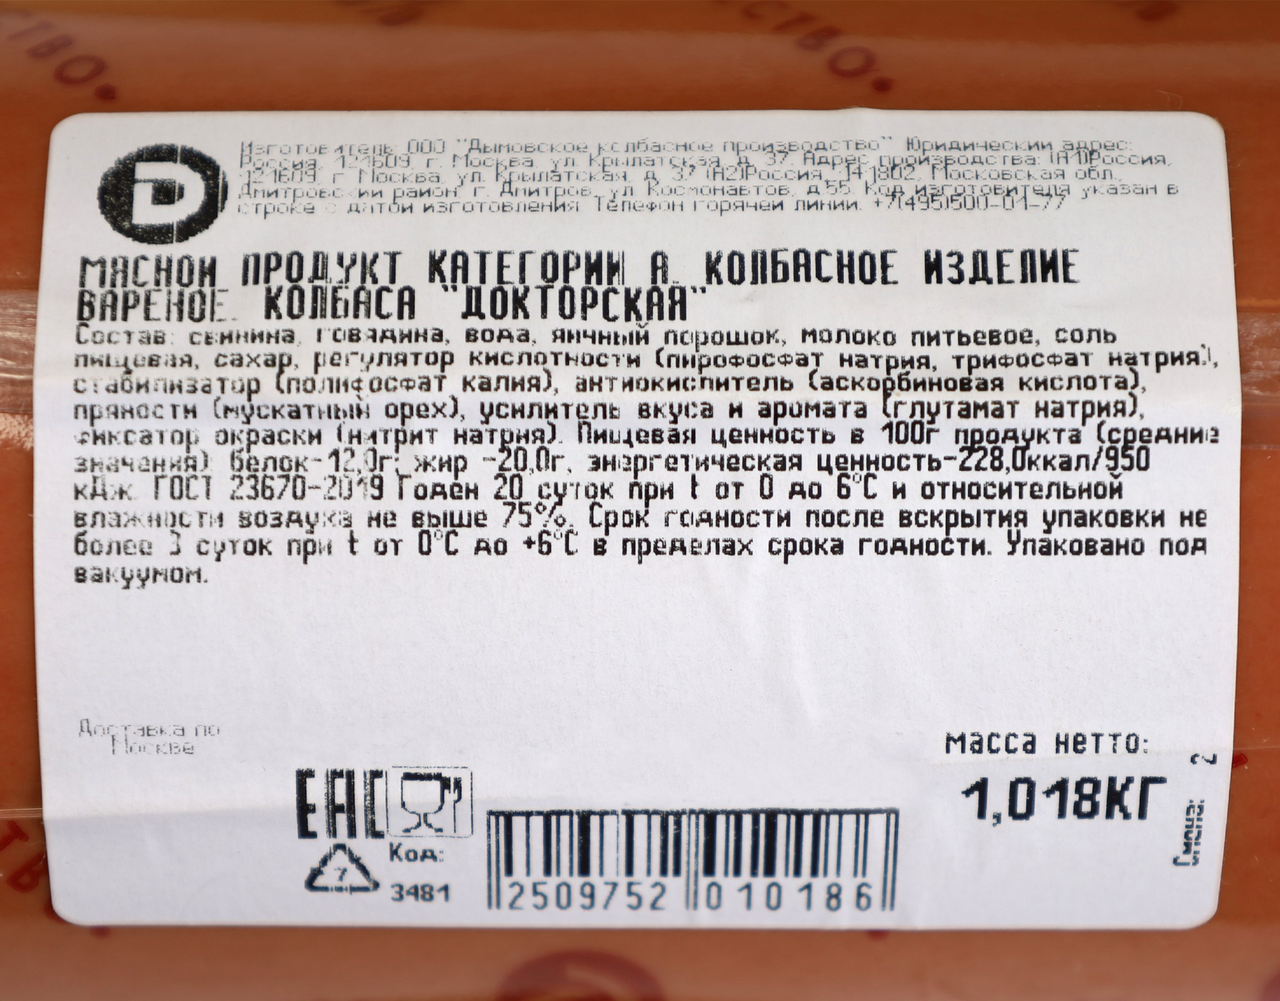 СТВО•
СТВО•
Изготовитель: ООО "Дымовское колбасное производство" Юридический адрес:
Россия, 121609 г. Москва, ул. Крылатская, д. 37. Адрес производства: (А1)Россия,
121609, г. Москва, ул. Крылатская, д. 37 (А2)Россия, 141802, Московская обл.,
Дмитровский район г. Дмитров, ул. Космонавтов, д.55 Код изготовителя указан в
строке с датой изготовления Телефон горячей линии: +7(495)500-01-77
D
МЯСНОЙ ПРОДУКТ КАТЕГОРИИ А. КОЛБАСНОЕ ИЗДЕЛИЕ
ВАРЕНОЕ. КОЛБАСА "ДОКТОРСКАЯ"
Состав: свинина, говядина, вода, яичный порошок, молоко питьевое, соль
пищевая, сахар, регулятор кислотности (пирофосфат натрия, трифосфат натрия),
стабилизатор (полифосфат калия), антиокислитель (аскорбиновая кислота),
пряности (мускатный орех), усилитель вкуса и аромата (глутамат натрия),
фиксатор окраски (нитрит натрия). Пищевая ценность в 100г продукта (средние
значения): белок-12,0г; жир -20,0г, энергетическая ценность-228,0ккал/950
кДж. ГОСТ 23670-2019 Годен 20 суток при t от 0 до 6°С и относительной
влажности воздуха не выше 75%. Срок годности после вскрытия упаковки не
более 3 суток при t от 0°С до +6°С в пределах срока годности. Упаковано под
вакуумом.
Доставка по
Москве
масса нетто:
1,018КГ
Смена: 2
ЕАС
7
Код:
3481
2509752 010186